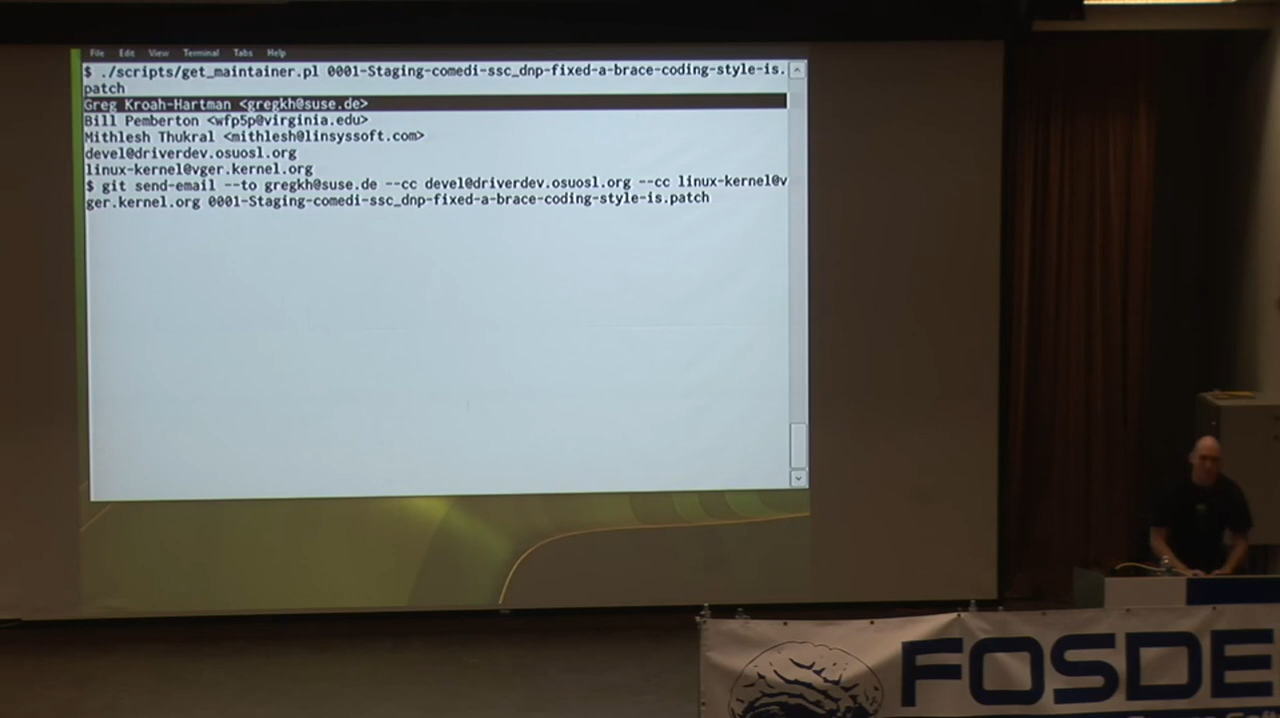 File Edit View Terminal Tabs Help
$ ./scripts/get_maintainer.pl 0001-Staging-comedi-ssc_dnp-fixed-a-brace-coding-style-is.
patch
Greg Kroah-Hartman <gregkh@suse.de>
Bill Pemberton <wfp5p@virginia.edu>
Mithlesh Thukral <mithlesh@linsyssoft.com>
devel@driverdev.osuosl.org
linux-kernel@vger.kernel.org
$ git send-email --to gregkh@suse.de --cc devel@driverdev.osuosl.org --cc linux-kernel@v
ger.kernel.org 0001-Staging-comedi-ssc_dnp-fixed-a-brace-coding-style-is.patch
FOSDE